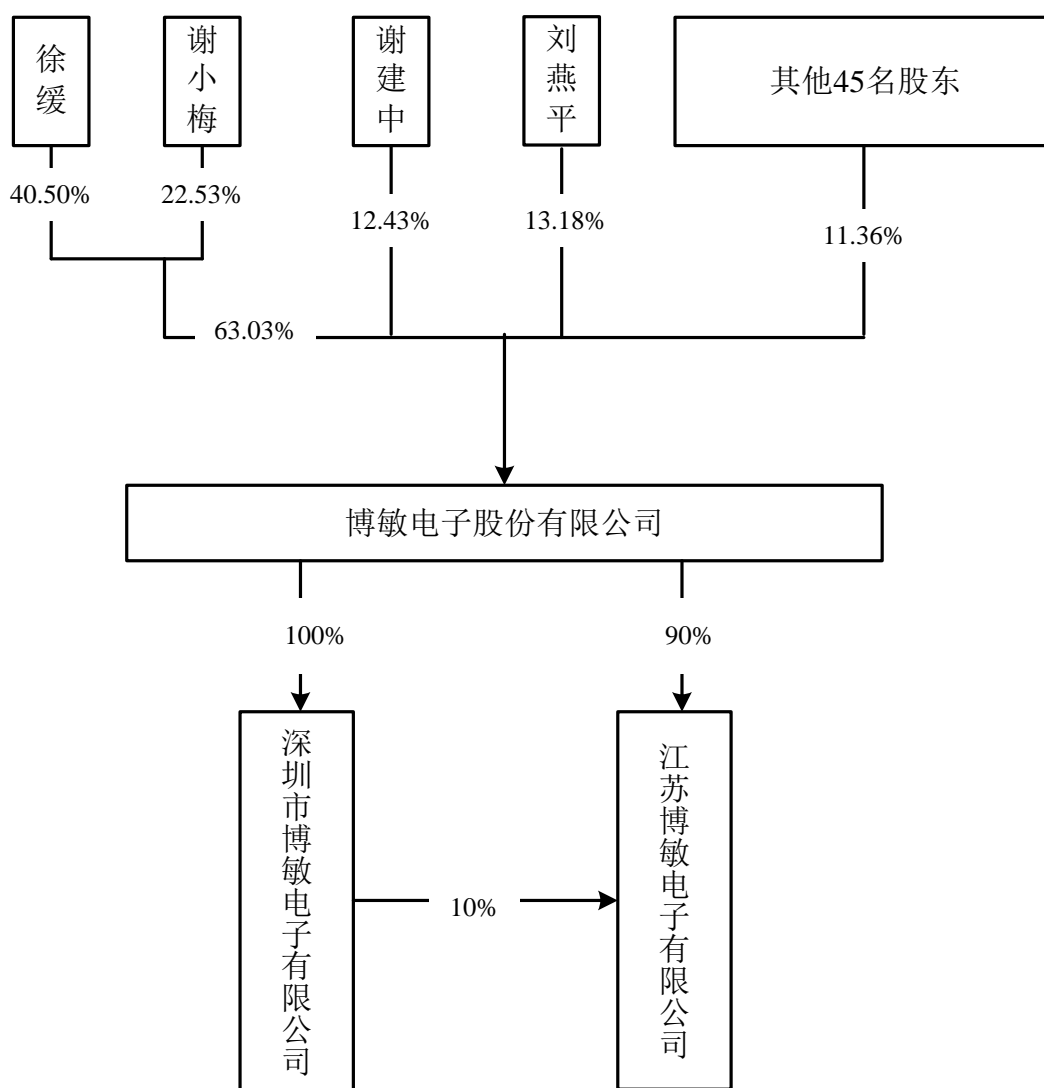 徐缓
谢小梅
谢建中
刘燕平
其他45名股东
40.50%
22.53%
12.43%
13.18%
11.36%
63.03%
博敏电子股份有限公司
100%
90%
深圳市博敏电子有限公司
江苏博敏电子有限公司
10%